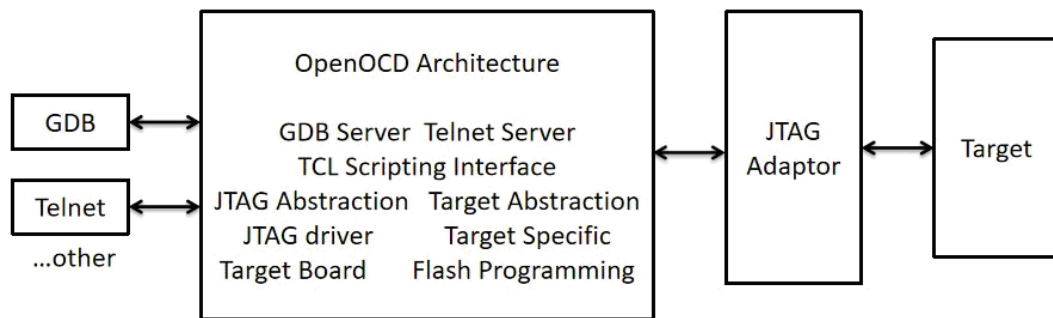 GDB
Telnet
...other
OpenOCD Architecture
GDB Server Telnet Server
TCL Scripting Interface
JTAG Abstraction Target Abstraction
JTAG driver Target Specific
Target Board Flash Programming
JTAG
Adaptor
Target